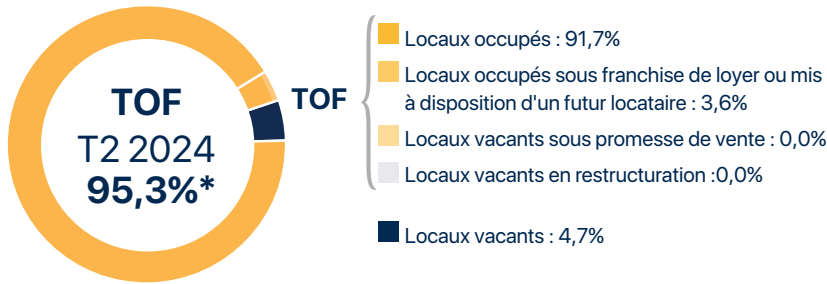 TOF
T2 2024
95,3%*
TOF
Locaux occupés : 91,7%
Locaux occupés sous franchise de loyer ou mis
à disposition d'un futur locataire : 3,6%
Locaux vacants sous promesse de vente : 0,0%
Locaux vacants en restructuration :0,0%
Locaux vacants : 4,7%